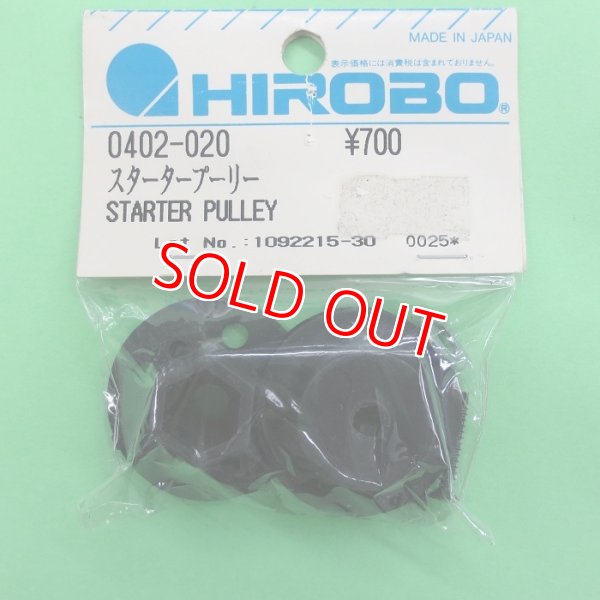 MADE IN JAPAN
表示価格には消費税は含まれておりません。
HIROBO®
0402-020 ¥700
スタータープーリー
STARTER PULLEY
Lot No.:1092215-30 0025*
SOLD OUT